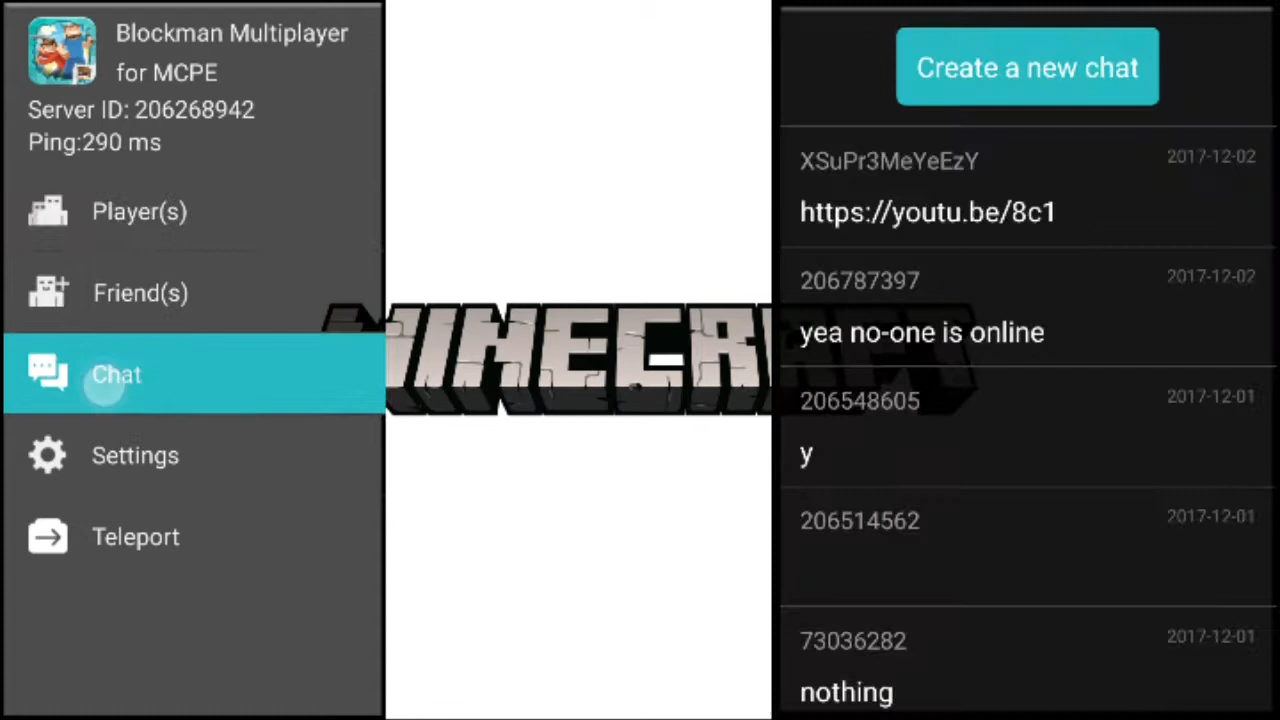 Blockman Multiplayer
for MCPE
Server ID: 206268942
Ping:290 ms
Player(s)
Friend(s)
Chat
Settings
Teleport
MINECRAFT
Create a new chat
XSuPr3MeYeEzY 2017-12-02
https://youtu.be/8c1
206787397 2017-12-02
yea no-one is online
206548605 2017-12-01
y
206514562 2017-12-01
73036282 2017-12-01
nothing